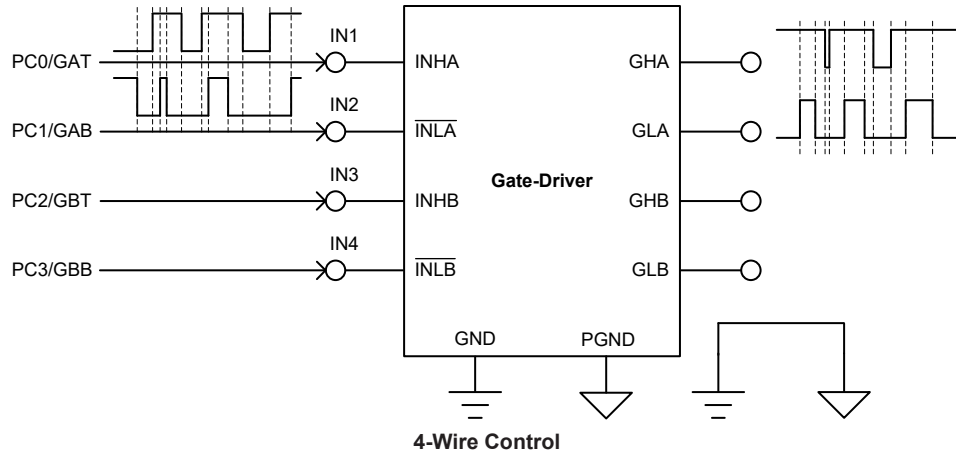 IN1
PC0/GAT
INHA
GHA
IN2
PC1/GAB
INLA
GLA
IN3
Gate-Driver
PC2/GBT
INHB
GHB
IN4
PC3/GBB
INLB
GLB
GND
PGND
4-Wire Control